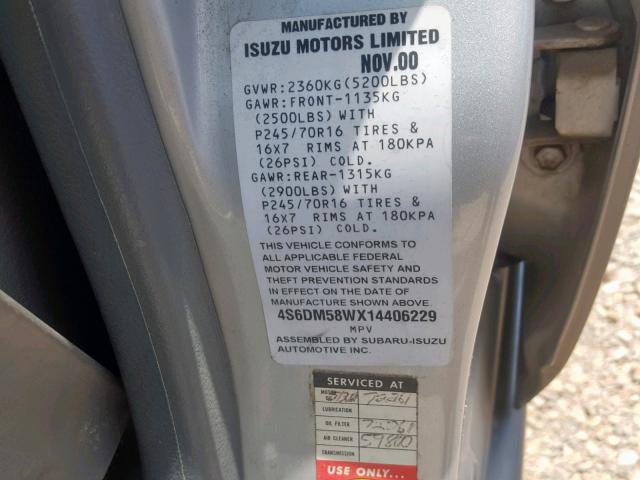 MANUFACTURED BY
ISUZU MOTORS LIMITED
NOV.00
GVWR:2360KG(5200LBS)
GAWR:FRONT-1135KG
(2500LBS)WITH
P245/70R16 TIRES &
16X7 RIMS AT 180KPA
(26PSI) COLD.
GAWR:REAR-1315KG
(2900LBS)WITH
P245/70R16 TIRES &
16X7 RIMS AT 180KPA
(26PSI) COLD.
THIS VEHICLE CONFORMS TO
ALL APPLICABLE FEDERAL
MOTOR VEHICLE SAFETY AND
THEFT PREVENTION STANDARDS
IN EFFECT ON THE DATE OF
MANUFACTURE SHOWN ABOVE.
4S6DM58WX14406229
MPV
ASSEMBLED BY SUBARU-ISUZU
AUTOMOTIVE INC.
SERVICED AT
72261
LUBRICATION
OIL FILTER 72261
AIR CLEANER 59800
TRANSMISSION
USE ONLY...